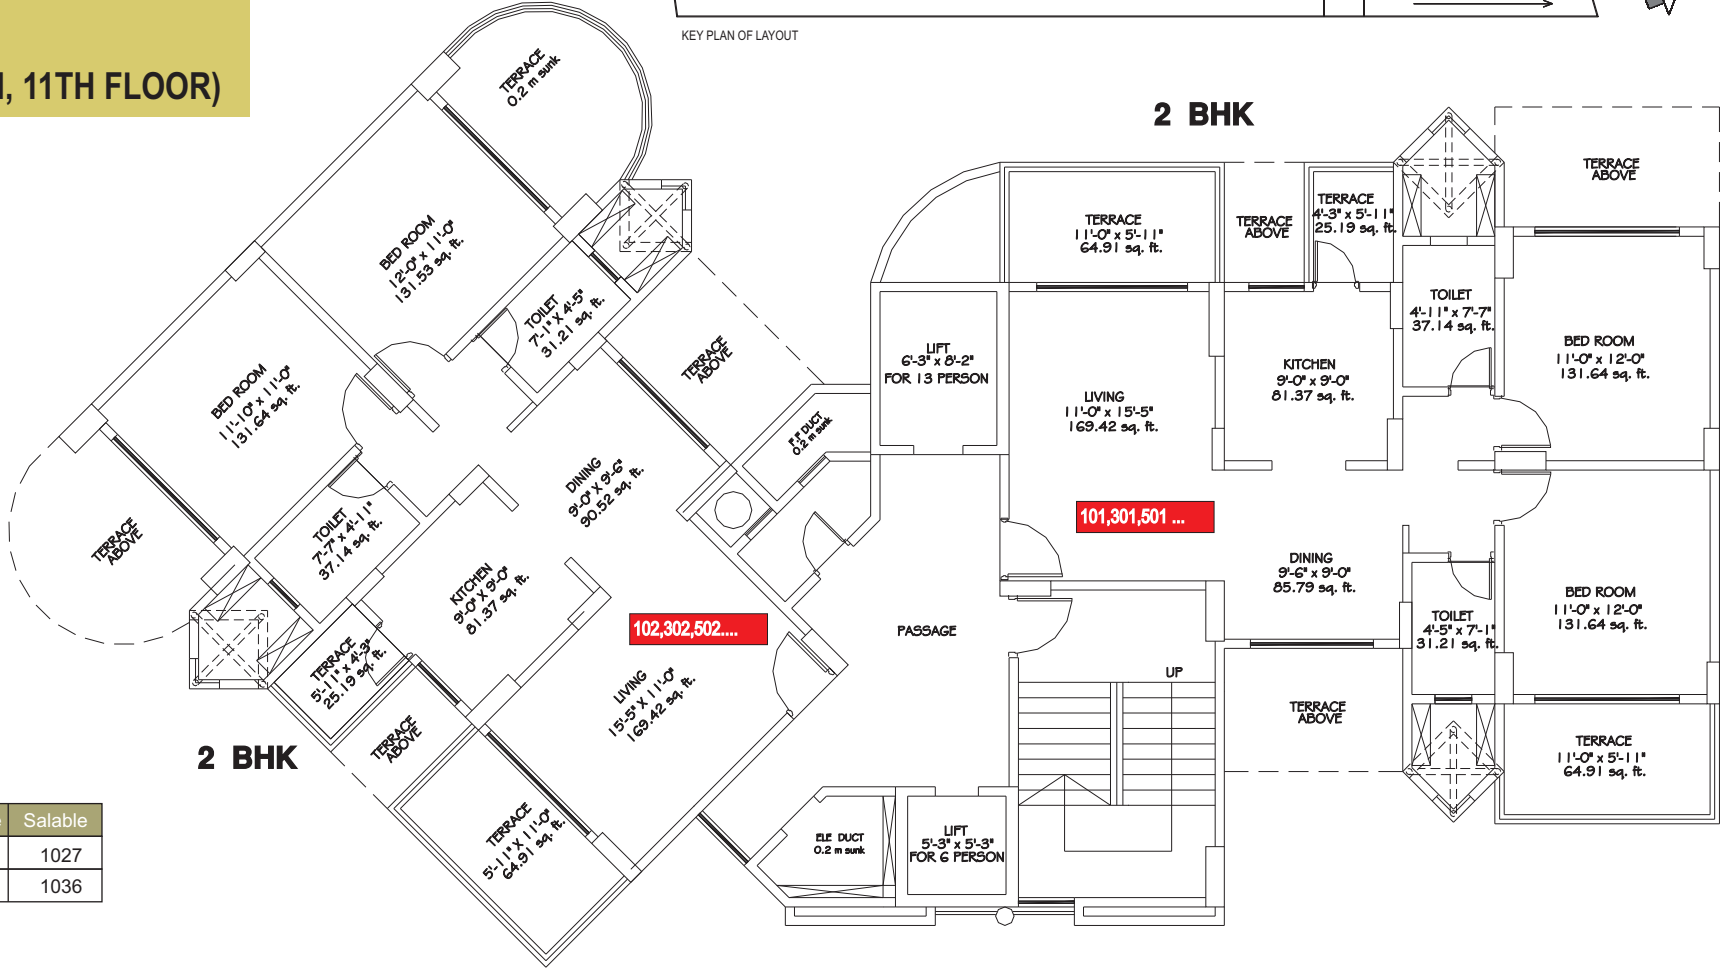 11TH FLOOR)
KEY PLAN OF LAYOUT
2 BHK
TERRACE
0.2 m sunk
BED ROOM
12'-0" x 11'-0"
131.53 sq. ft.
TOILET
7'-1" X 4'-5"
31.21 sq. ft.
TERRACE
ABOVE
BED ROOM
11'-10" x 11'-0"
131.64 sq. ft.
F.F DUCT
0.2 m sunk
DINING
9'-0" X 9'-6"
90.52 sq. ft.
TERRACE
ABOVE
TOILET
7'-7" x 4'-11"
37.14 sq. ft.
KITCHEN
9'-0" X 9'-0"
81.37 sq. ft.
102,302,502....
TERRACE
5'-11" x 4'-3"
25.19 sq. ft.
LIVING
15'-5" X 11'-0"
169.42 sq. ft.
TERRACE
ABOVE
2 BHK
TERRACE
5'-11" X 11'-0"
64.91 sq. ft.
Salable
1027
1036
TERRACE
11'-0" x 5'-11"
64.91 sq. ft.
TERRACE
ABOVE
TERRACE
4'-3" x 5'-11"
25.19 sq. ft.
TERRACE
ABOVE
LIFT
6'-3" x 8'-2"
FOR 13 PERSON
LIVING
11'-0" x 15'-5"
169.42 sq. ft.
KITCHEN
9'-0" x 9'-0"
81.37 sq. ft.
TOILET
4'-11" x 7'-7"
37.14 sq. ft.
BED ROOM
11'-0" x 12'-0"
131.64 sq. ft.
101,301,501 ...
DINING
9'-6" x 9'-0"
85.79 sq. ft.
PASSAGE
UP
TOILET
4'-5" x 7'-1"
31.21 sq. ft.
BED ROOM
11'-0" x 12'-0"
131.64 sq. ft.
TERRACE
ABOVE
TERRACE
11'-0" x 5'-11"
64.91 sq. ft.
ELE DUCT
0.2 m sunk
LIFT
5'-3" x 5'-3"
FOR 6 PERSON